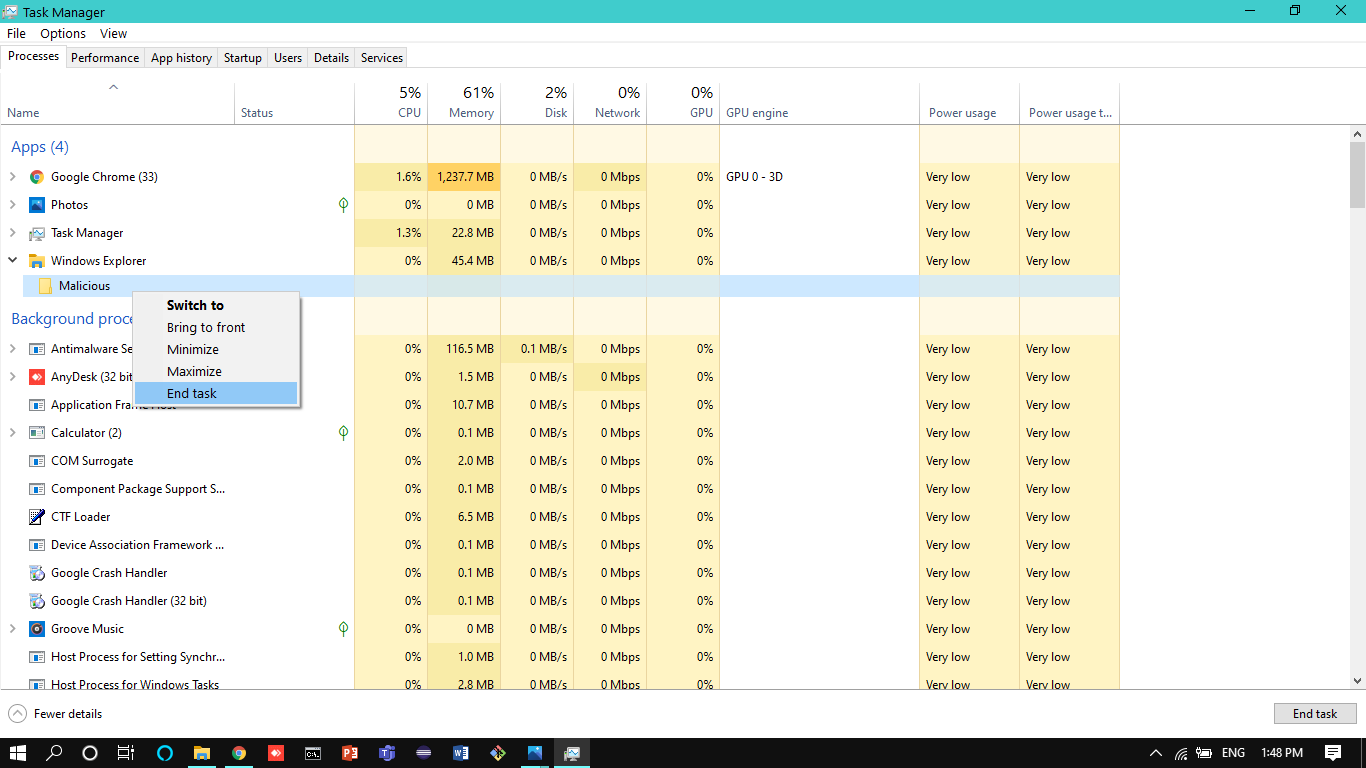 Task Manager
File Options View
Processes Performance App history Startup Users Details Services
5% 61% 2% 0% 0%
Name Status CPU Memory Disk Network GPU GPU engine Power usage Power usage t...
Apps (4)
Google Chrome (33) 1.6% 1,237.7 MB 0 MB/s 0 Mbps 0% GPU 0 - 3D Very low Very low
Photos 0% 0 MB 0 MB/s 0 Mbps 0% Very low Very low
Task Manager 1.3% 22.8 MB 0 MB/s 0 Mbps 0% Very low Very low
Windows Explorer 0% 45.4 MB 0 MB/s 0 Mbps 0% Very low Very low
Malicious
Switch to
Bring to front
Minimize
Maximize
End task
Background proce
Antimalware Se 0% 116.5 MB 0.1 MB/s 0 Mbps 0% Very low Very low
AnyDesk (32 bit 0% 1.5 MB 0 MB/s 0 Mbps 0% Very low Very low
Application Frame Host 0% 10.7 MB 0 MB/s 0 Mbps 0% Very low Very low
Calculator (2) 0% 0.1 MB 0 MB/s 0 Mbps 0% Very low Very low
COM Surrogate 0% 2.0 MB 0 MB/s 0 Mbps 0% Very low Very low
Component Package Support S... 0% 0.1 MB 0 MB/s 0 Mbps 0% Very low Very low
CTF Loader 0% 6.5 MB 0 MB/s 0 Mbps 0% Very low Very low
Device Association Framework ... 0% 0.1 MB 0 MB/s 0 Mbps 0% Very low Very low
Google Crash Handler 0% 0.1 MB 0 MB/s 0 Mbps 0% Very low Very low
Google Crash Handler (32 bit) 0% 0.1 MB 0 MB/s 0 Mbps 0% Very low Very low
Groove Music 0% 0 MB 0 MB/s 0 Mbps 0% Very low Very low
Host Process for Setting Synchr... 0% 1.0 MB 0 MB/s 0 Mbps 0% Very low Very low
Host Process for Windows Tasks 0% 2.8 MB 0 MB/s 0 Mbps 0% Very low Very low
Fewer details End task
ENG 1:48 PM